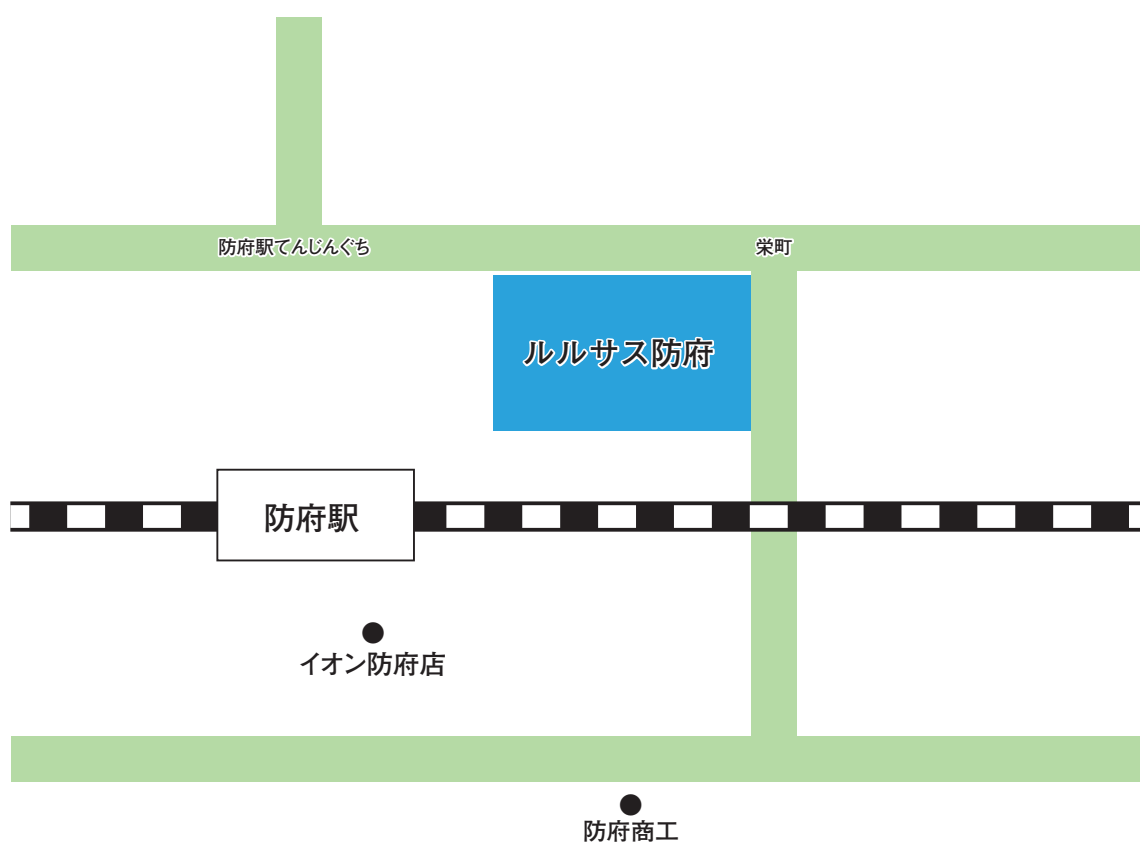 防府駅てんじんぐち
栄町
ルルサス防府
防府駅
イオン防府店
防府商工